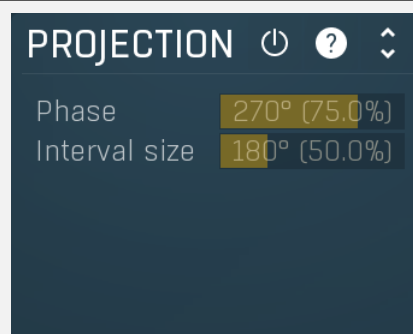 PROJECTION ?
Phase 270° (75.0%)
Interval size 180° (50.0%)